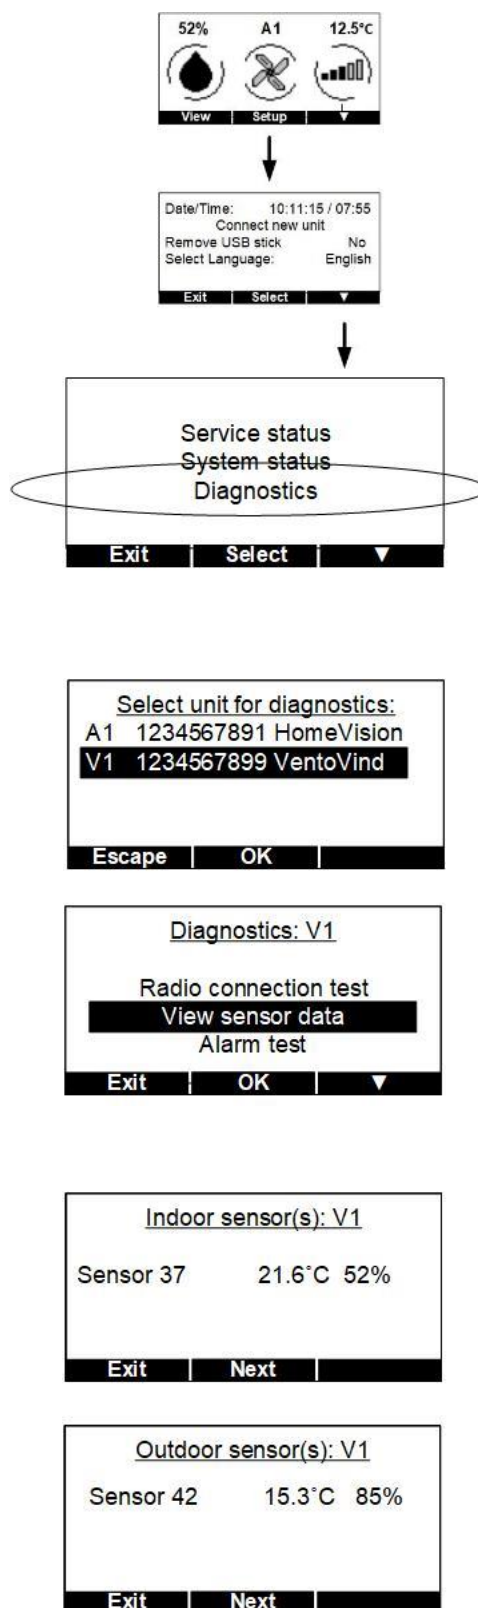 52% A1 12.5°C
View Setup ▼
Date/Time: 10:11:15 / 07:55
Connect new unit
Remove USB stick No
Select Language: English
Exit Select ▼
Service status
System status
Diagnostics
Exit Select ▼
Select unit for diagnostics:
A1 1234567891 HomeVision
V1 1234567899 VentoVind
Escape OK
Diagnostics: V1
Radio connection test
View sensor data
Alarm test
Exit OK ▼
Indoor sensor(s): V1
Sensor 37 21.6°C 52%
Exit Next
Outdoor sensor(s): V1
Sensor 42 15.3°C 85%
Exit Next